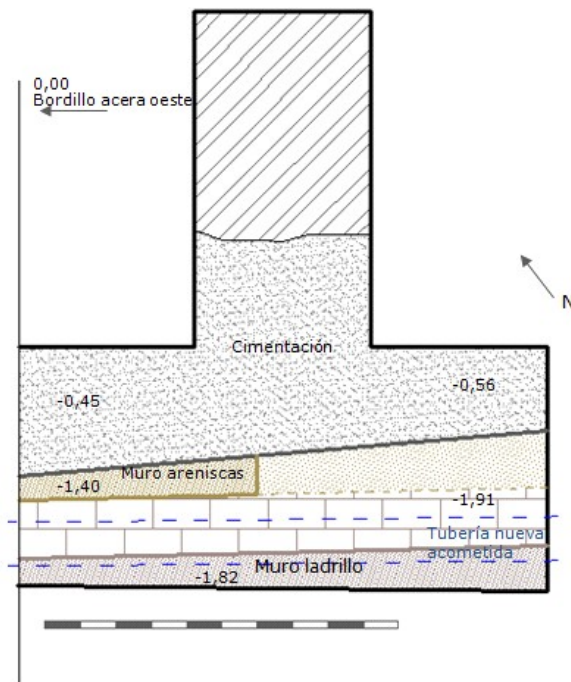 0,00
Bordillo acera oeste
N
Cimentación
-0,45
-0,56
Muro areniscas
-1,40
-1,91
Tubería nueva
acometida
Muro ladrillo
-1,82